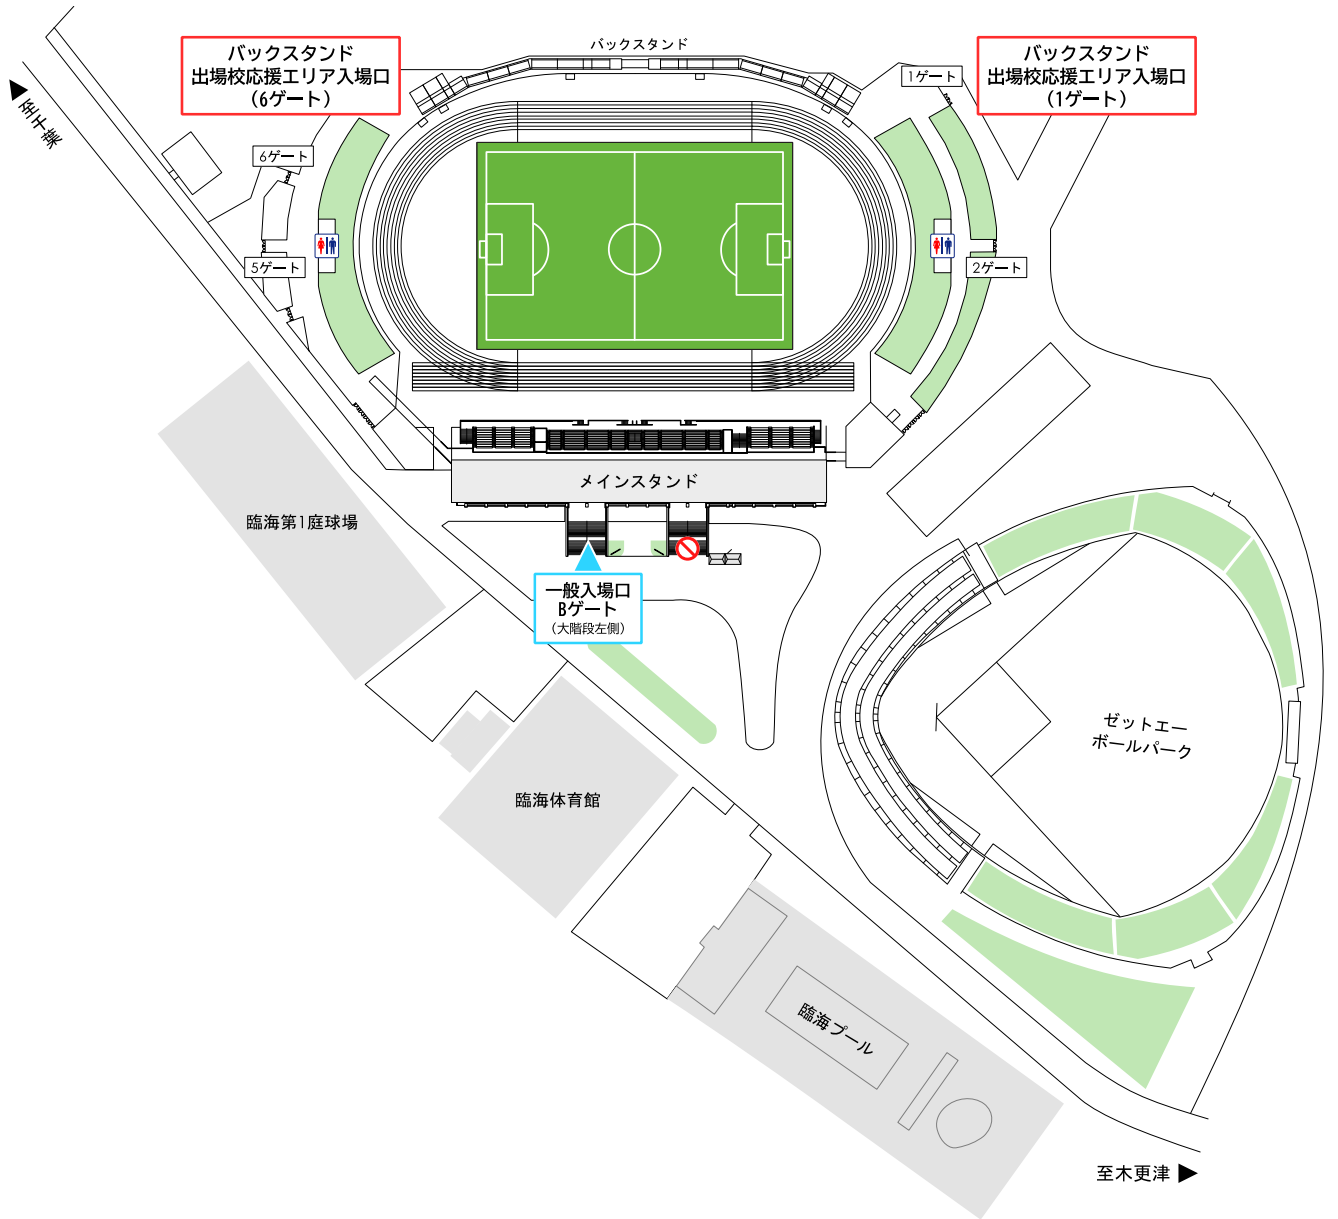 バックスタンド
バックスタンド
出場校応援エリア入場口
(6ゲート)
バックスタンド
出場校応援エリア入場口
(1ゲート)
1ゲート
至千葉
6ゲート
5ゲート
2ゲート
メインスタンド
臨海第1庭球場
一般入場口
Bゲート
(大階段左側)
ゼットエー
ボールパーク
臨海体育館
臨海プール
至木更津